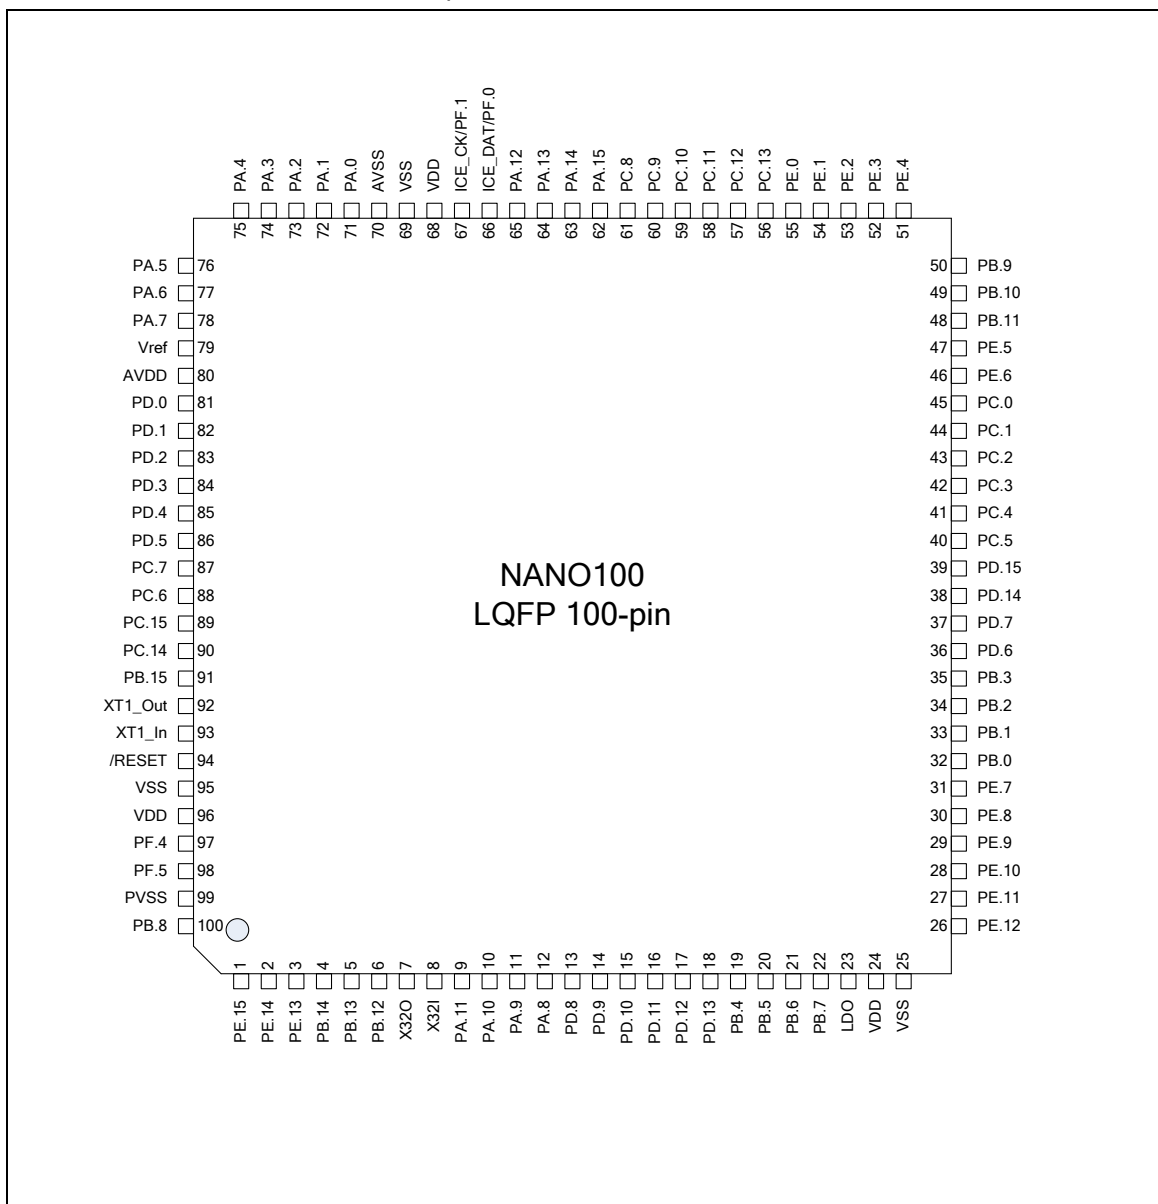 PA.4
PA.3
PA.2
PA.1
PA.0
AVSS
VSS
VDD
ICE_CK/PF.1
ICE_DAT/PF.0
PA.12
PA.13
PA.14
PA.15
PC.8
PC.9
PC.10
PC.11
PC.12
PC.13
PE.0
PE.1
PE.2
PE.3
PE.4
75
74
73
72
71
70
69
68
67
66
65
64
63
62
61
60
59
58
57
56
55
54
53
52
51
PA.5 76
PA.6 77
PA.7 78
Vref 79
AVDD 80
PD.0 81
PD.1 82
PD.2 83
PD.3 84
PD.4 85
PD.5 86
PC.7 87
PC.6 88
PC.15 89
PC.14 90
PB.15 91
XT1_Out 92
XT1_In 93
/RESET 94
VSS 95
VDD 96
PF.4 97
PF.5 98
PVSS 99
PB.8 100
NANO100
LQFP 100-pin
50 PB.9
49 PB.10
48 PB.11
47 PE.5
46 PE.6
45 PC.0
44 PC.1
43 PC.2
42 PC.3
41 PC.4
40 PC.5
39 PD.15
38 PD.14
37 PD.7
36 PD.6
35 PB.3
34 PB.2
33 PB.1
32 PB.0
31 PE.7
30 PE.8
29 PE.9
28 PE.10
27 PE.11
26 PE.12
1
2
3
4
5
6
7
8
9
10
11
12
13
14
15
16
17
18
19
20
21
22
23
24
25
PE.15
PE.14
PE.13
PB.14
PB.13
PB.12
X32O
X32I
PA.11
PA.10
PA.9
PA.8
PD.8
PD.9
PD.10
PD.11
PD.12
PD.13
PB.4
PB.5
PB.6
PB.7
LDO
VDD
VSS